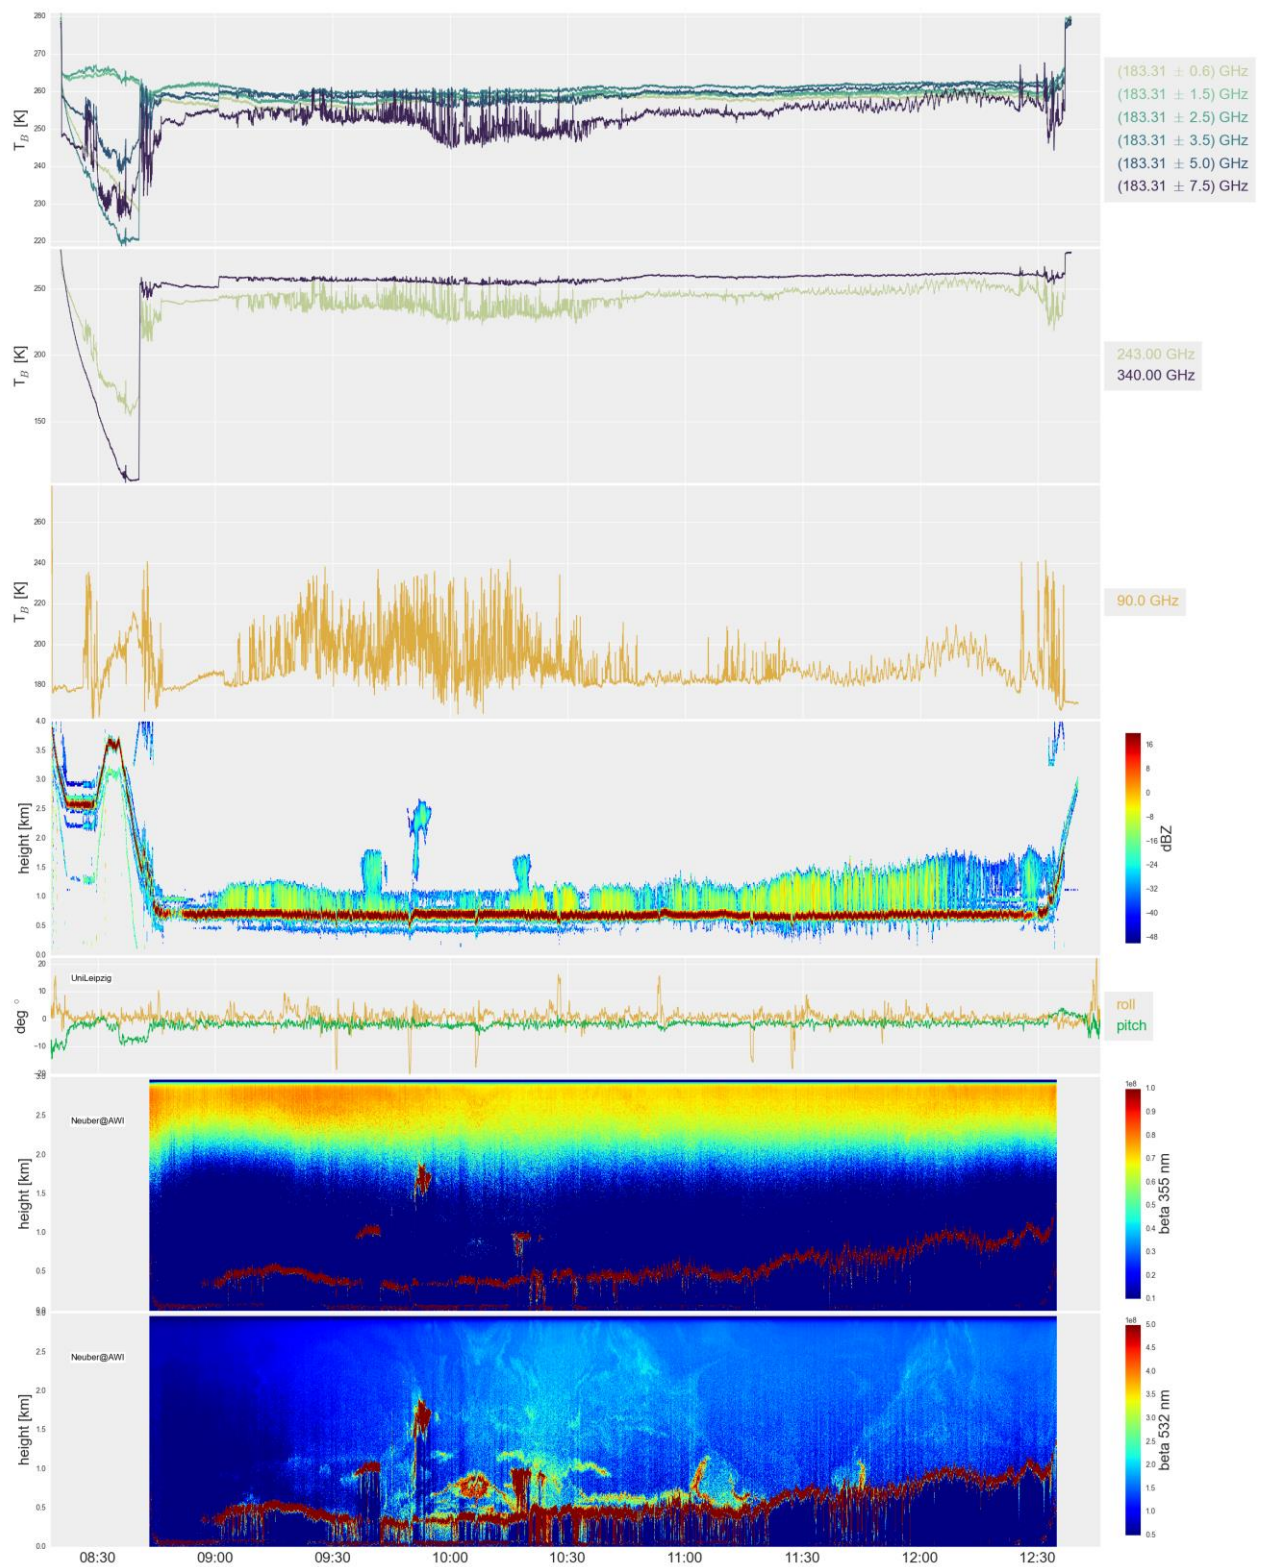 280
270
260
250
240
230
220
T_B [K]
(183.31 ± 0.6) GHz
(183.31 ± 1.5) GHz
(183.31 ± 2.5) GHz
(183.31 ± 3.5) GHz
(183.31 ± 5.0) GHz
(183.31 ± 7.5) GHz
250
200
150
T_B [K]
243.00 GHz
340.00 GHz
260
240
220
200
180
T_B [K]
90.0 GHz
4.0
3.5
3.0
2.5
2.0
1.5
1.0
0.5
0.0
height [km]
16
8
0
−8
−16
−24
−32
−40
−48
dBZ
20
10
0
−10
−20
deg °
UniLeipzig
roll
pitch
3.0
2.5
2.0
1.5
1.0
0.5
0.0
height [km]
Neuber@AWI
1e8
1.0
0.9
0.8
0.7
0.6
0.5
0.4
0.3
0.2
0.1
beta 355 nm
3.0
2.5
2.0
1.5
1.0
0.5
0.0
height [km]
Neuber@AWI
1e8
5.0
4.5
4.0
3.5
3.0
2.5
2.0
1.5
1.0
0.5
beta 532 nm
08:30 09:00 09:30 10:00 10:30 11:00 11:30 12:00 12:30